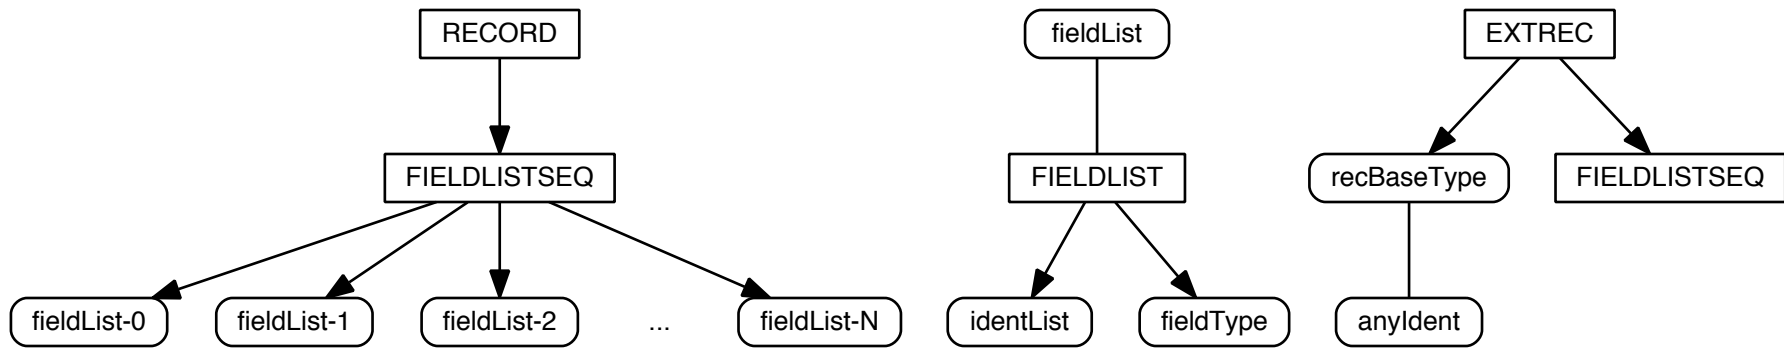 RECORD
fieldList
EXTREC
FIELDLISTSEQ
FIELDLIST
recBaseType
FIELDLISTSEQ
fieldList-0
fieldList-1
fieldList-2
...
fieldList-N
identList
fieldType
anyIdent